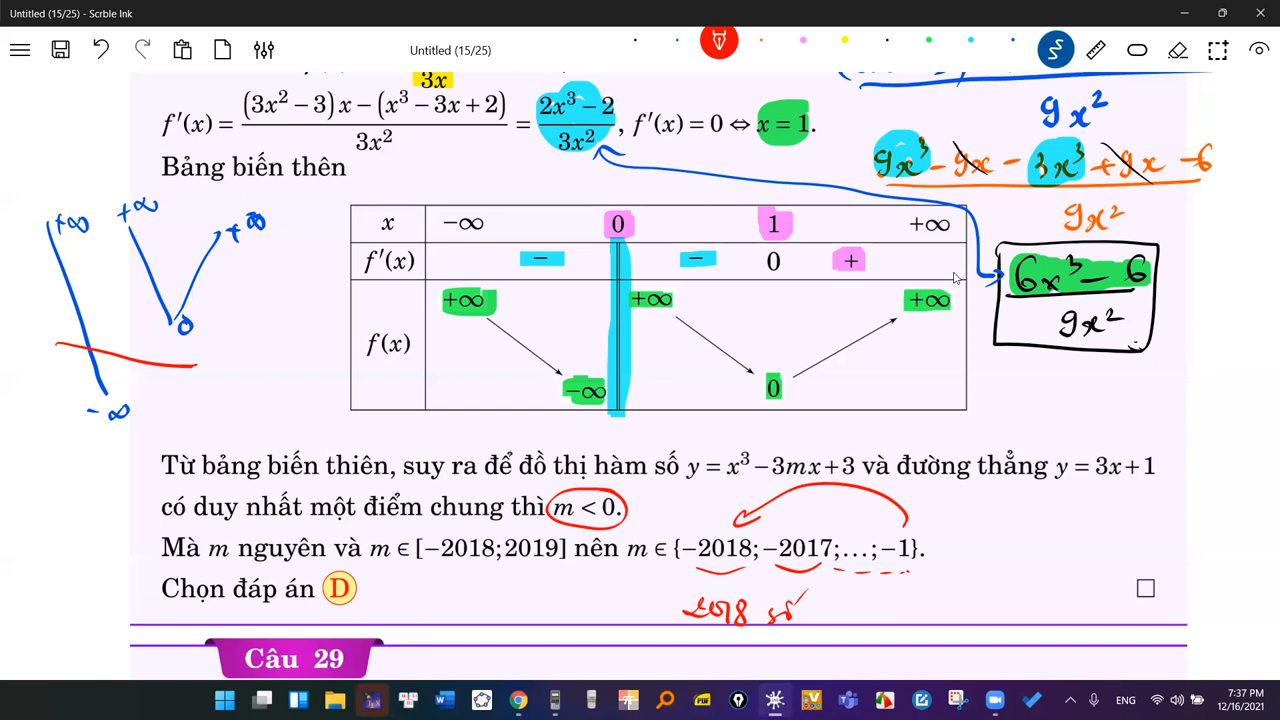 Untitled (15/25) - Scrble Ink
Untitled (15/25)
3x
f′(x) = ((3x² − 3)x − (x³ − 3x + 2))/(3x²) = (2x³ − 2)/(3x²), f′(x) = 0 ⇔ x = 1.
9x²
9x³ − 9x − 3x³ + 9x − 6
9x²
6x³ − 6
9x²
Bảng biến thên
x −∞ 0 1 +∞
f′(x) − − 0 +
+∞ +∞ +∞
f(x)
−∞ 0
+∞ +∞ +∞
0
−∞
Từ bảng biến thiên, suy ra để đồ thị hàm số y = x³ − 3mx + 3 và đường thẳng y = 3x + 1
có duy nhất một điểm chung thì m < 0.
Mà m nguyên và m ∈ [−2018; 2019] nên m ∈ {−2018; −2017; …; −1}.
Chọn đáp án D
2018 số
Câu 29
ENG
7:37 PM
12/16/2021